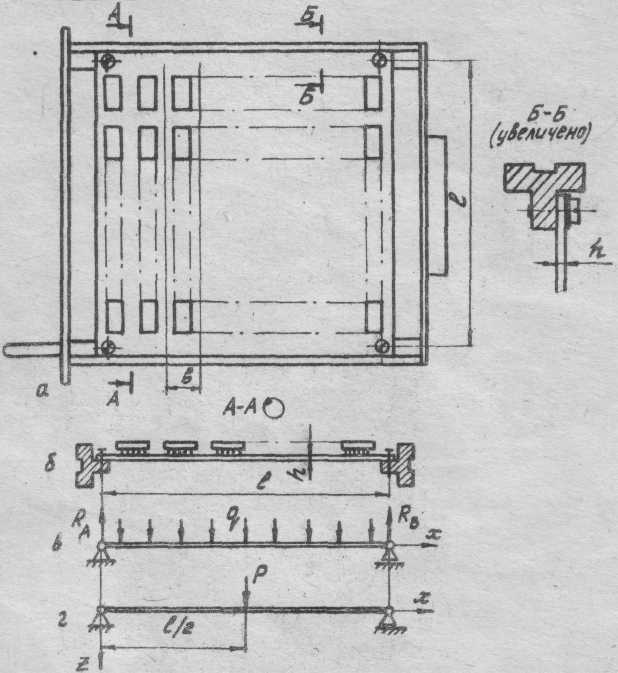 А Б
Б
Б-Б
(увеличено)
l
h
а
А
в
А-А
б
h
l
R_A
q
R_B
в
x
P
г
x
l/2
z